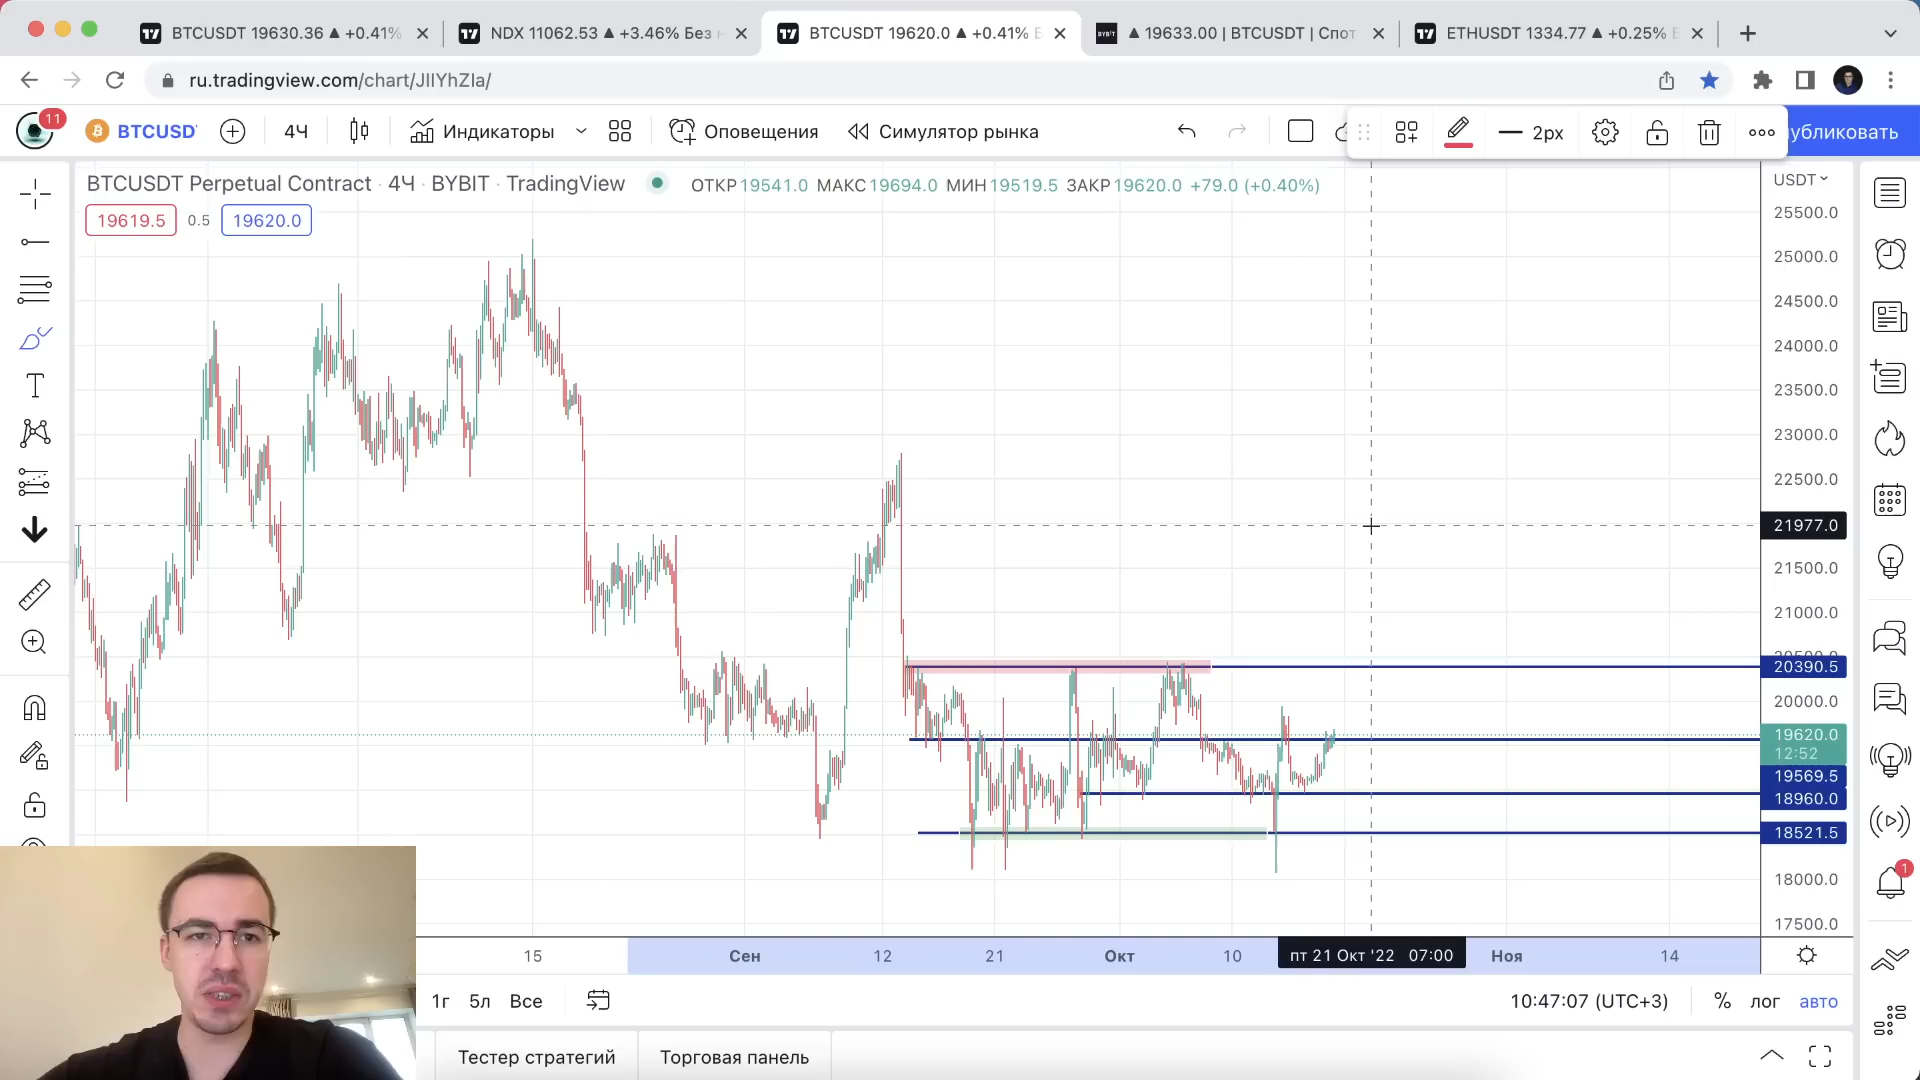 BTCUSDT 19630.36 ▲ +0.41%
NDX 11062.53 ▲ +3.46% Без
BTCUSDT 19620.0 ▲ +0.41% Б
▲ 19633.00 | BTCUSDT | Спот
ETHUSDT 1334.77 ▲ +0.25%
ru.tradingview.com/chart/JIIYhZIa/
11
BTCUSD
4Ч
Индикаторы
Оповещения
Симулятор рынка
2px
убликовать
BTCUSDT Perpetual Contract · 4Ч · BYBIT · TradingView
ОТКР 19541.0 МАКС 19694.0 МИН 19519.5 ЗАКР 19620.0 +79.0 (+0.40%)
USDT
19619.5 0.5 19620.0
25500.0
25000.0
24500.0
24000.0
23500.0
23000.0
22500.0
21977.0
21500.0
21000.0
20500.0
20390.5
20000.0
19620.0
12:52
19569.5
18960.0
18521.5
18000.0
17500.0
1
15 Сен 12 21 Окт 10 пт 21 Окт '22 07:00 Ноя 14
1г 5л Все
10:47:07 (UTC+3) % лог авто
Тестер стратегий Торговая панель